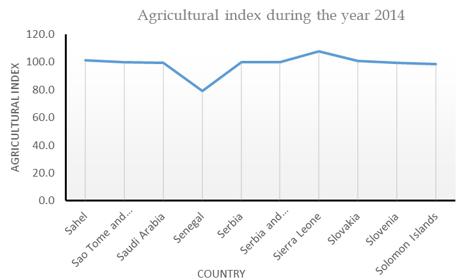 Agricultural index during the year 2014
120.0
100.0
80.0
60.0
40.0
20.0
0.0
AGRICULTURAL INDEX
Sahel
Sao Tome and...
Saudi Arabia
Senegal
Serbia
Serbia and...
Sierra Leone
Slovakia
Slovenia
Solomon Islands
COUNTRY